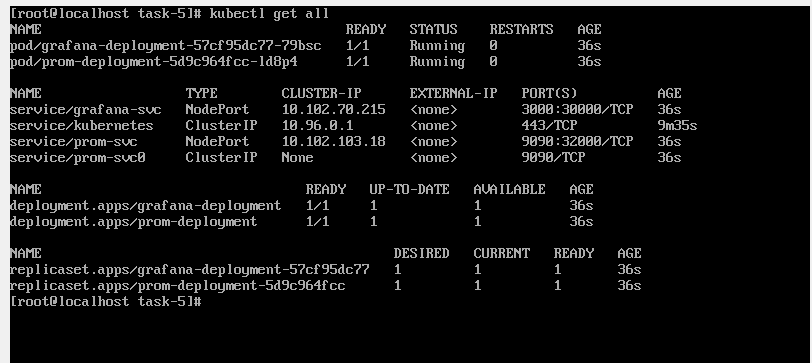 [root@localhost task-5]# kubectl get all
NAME READY STATUS RESTARTS AGE
pod/grafana-deployment-57cf95dc77-79bsc 1/1 Running 0 36s
pod/prom-deployment-5d9c964fcc-ld8p4 1/1 Running 0 36s
NAME TYPE CLUSTER-IP EXTERNAL-IP PORT(S) AGE
service/grafana-svc NodePort 10.102.70.215 <none> 3000:30000/TCP 36s
service/kubernetes ClusterIP 10.96.0.1 <none> 443/TCP 9m35s
service/prom-svc NodePort 10.102.103.18 <none> 9090:32000/TCP 36s
service/prom-svc0 ClusterIP None <none> 9090/TCP 36s
NAME READY UP-TO-DATE AVAILABLE AGE
deployment.apps/grafana-deployment 1/1 1 1 36s
deployment.apps/prom-deployment 1/1 1 1 36s
NAME DESIRED CURRENT READY AGE
replicaset.apps/grafana-deployment-57cf95dc77 1 1 1 36s
replicaset.apps/prom-deployment-5d9c964fcc 1 1 1 36s
[root@localhost task-5]#